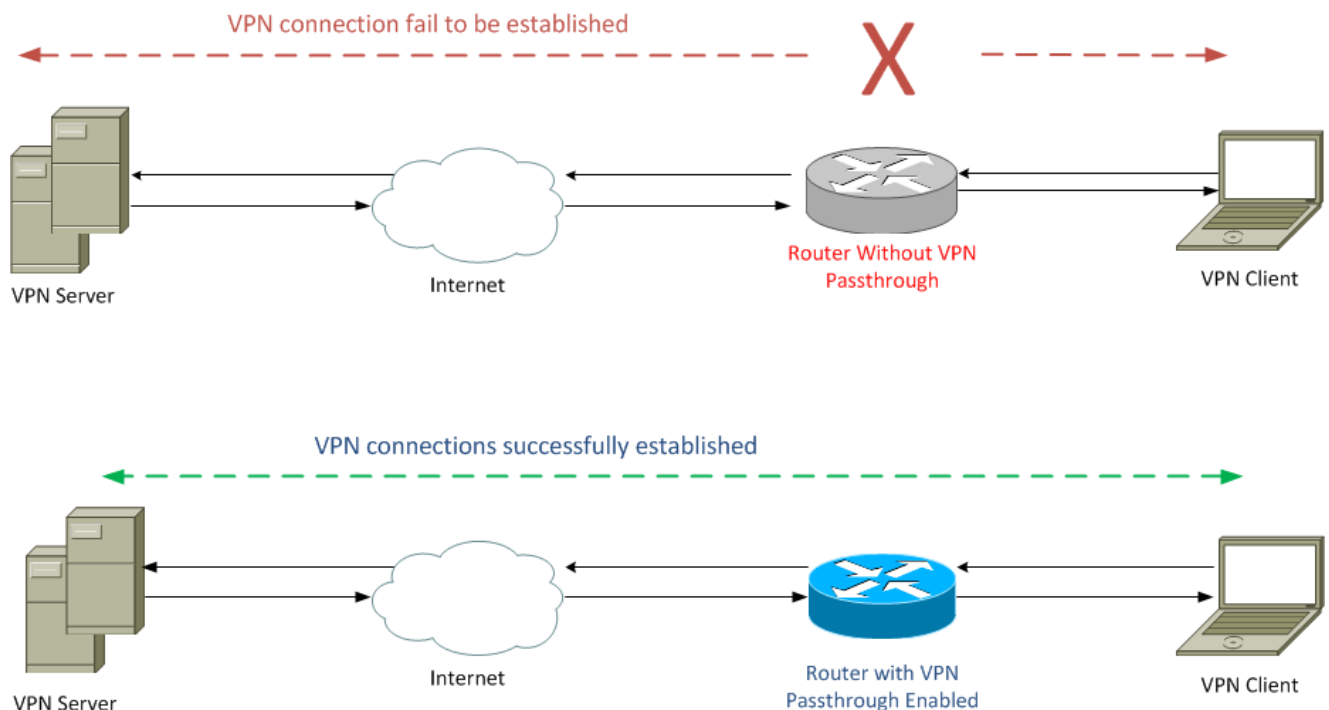 VPN connection fail to be established
X
Router Without VPN
Passthrough
Internet
VPN Server
VPN Client
VPN connections successfully established
Router with VPN
Passthrough Enabled
Internet
VPN Server
VPN Client